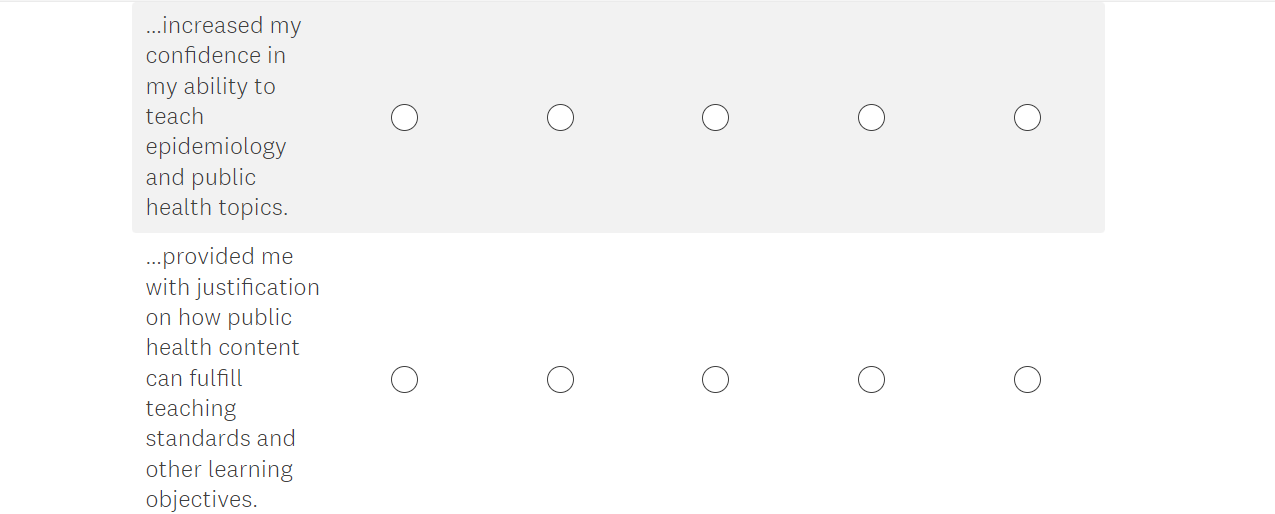 ...increased my
confidence in
my ability to
teach
epidemiology
and public
health topics.
...provided me
with justification
on how public
health content
can fulfill
teaching
standards and
other learning
objectives.